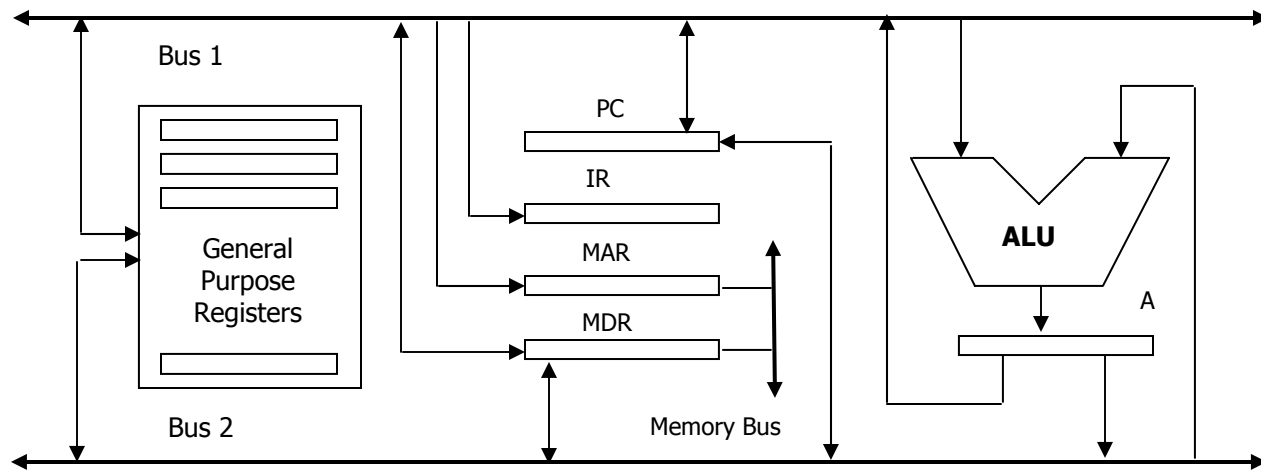 Bus 1
General
Purpose
Registers
Bus 2
PC
IR
MAR
MDR
Memory Bus
ALU
A